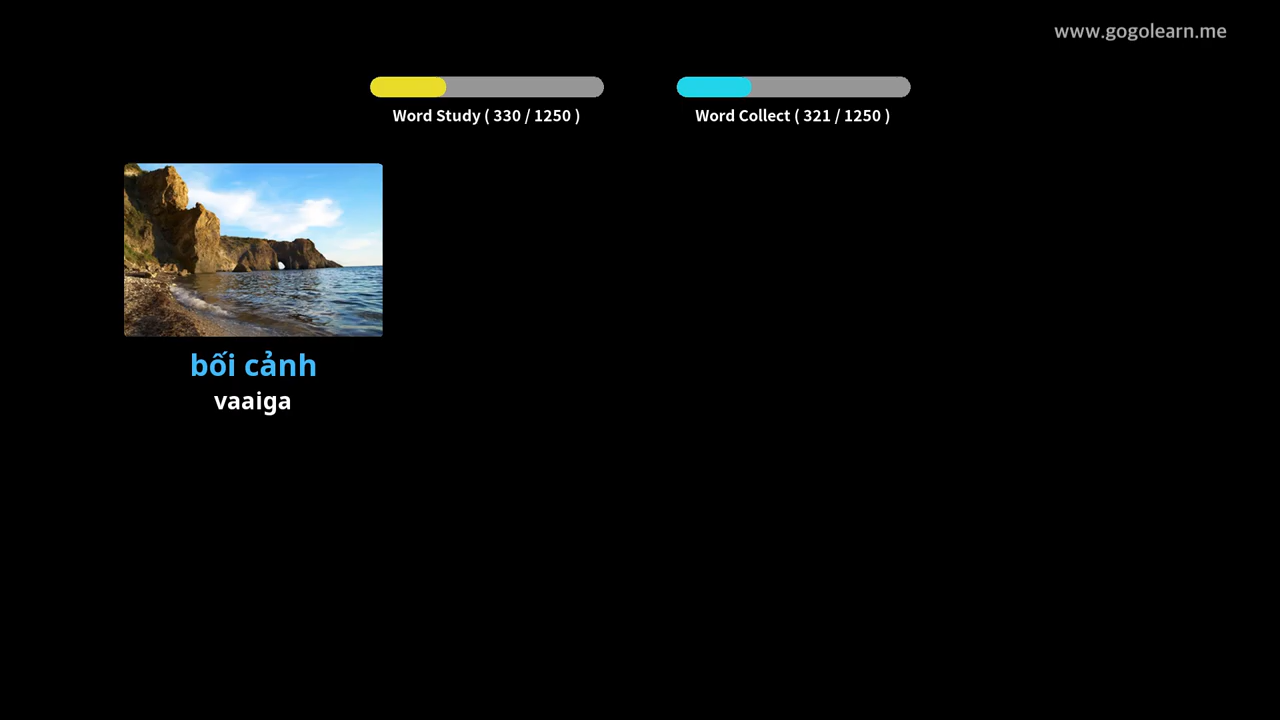 www.gogolearn.me
Word Study ( 330 / 1250 )
Word Collect ( 321 / 1250 )
bối cảnh
vaaiga